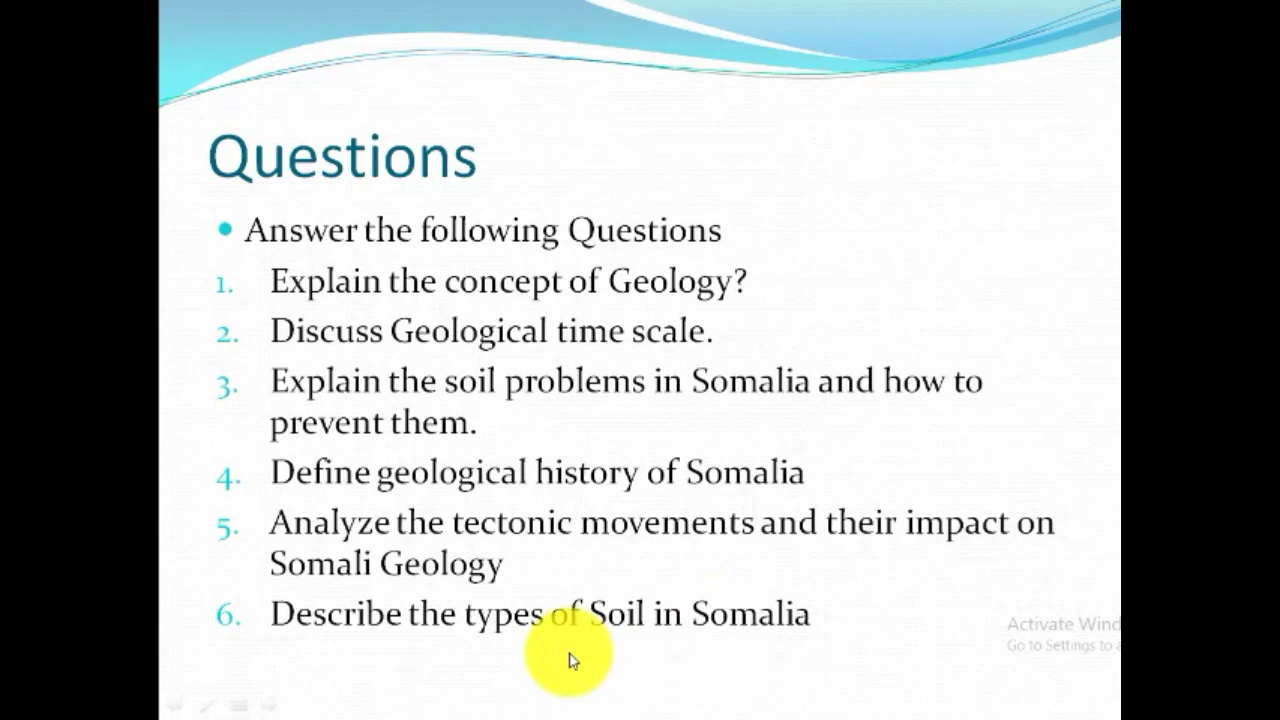 Questions
• Answer the following Questions
1. Explain the concept of Geology?
2. Discuss Geological time scale.
3. Explain the soil problems in Somalia and how to
prevent them.
4. Define geological history of Somalia
5. Analyze the tectonic movements and their impact on
Somali Geology
6. Describe the types of Soil in Somalia
Activate Wind
Go to Settings to a